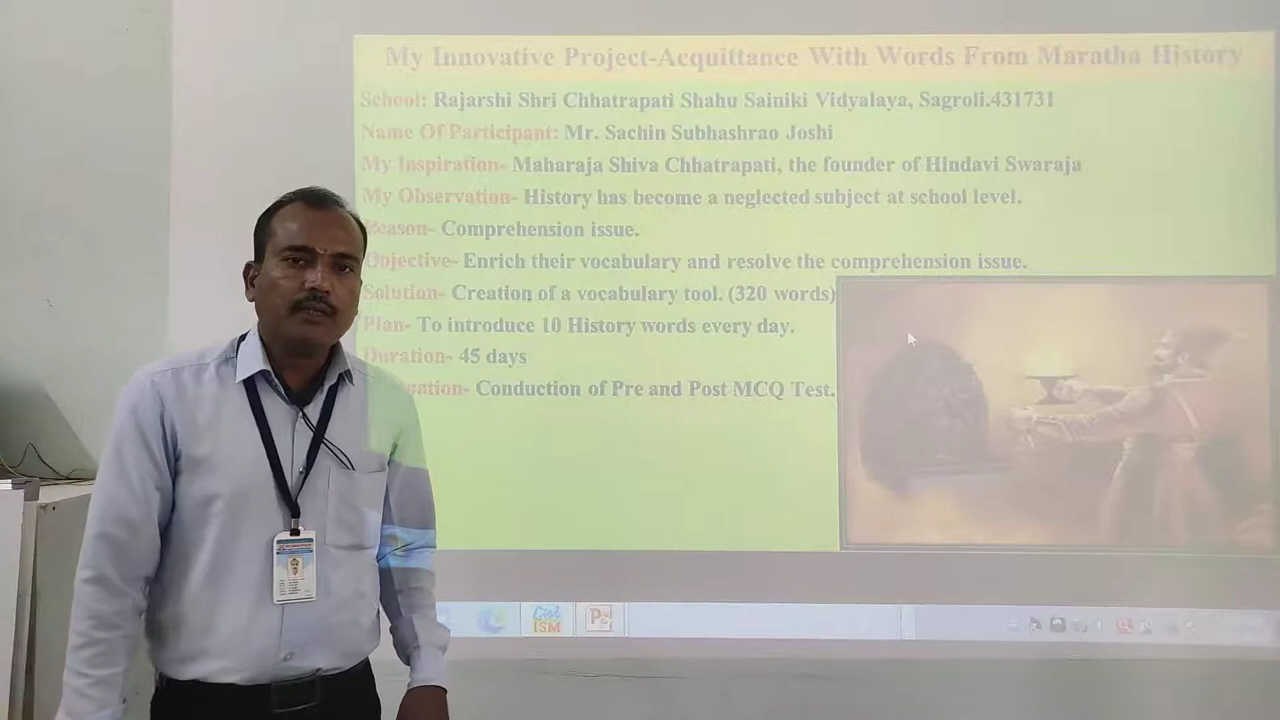 My Innovative Project-Acquittance With Words From Maratha History
School: Rajarshi Shri Chhatrapati Shahu Sainiki Vidyalaya, Sagroli.431731
Name Of Participant: Mr. Sachin Subhashrao Joshi
My Inspiration- Maharaja Shiva Chhatrapati, the founder of Hindavi Swaraja
My Observation- History has become a neglected subject at school level.
Reason- Comprehension issue.
Objective- Enrich their vocabulary and resolve the comprehension issue.
Solution- Creation of a vocabulary tool. (320 words)
Plan- To introduce 10 History words every day.
Duration- 45 days
Conduction of Pre and Post MCQ Test.
Gist
ISM